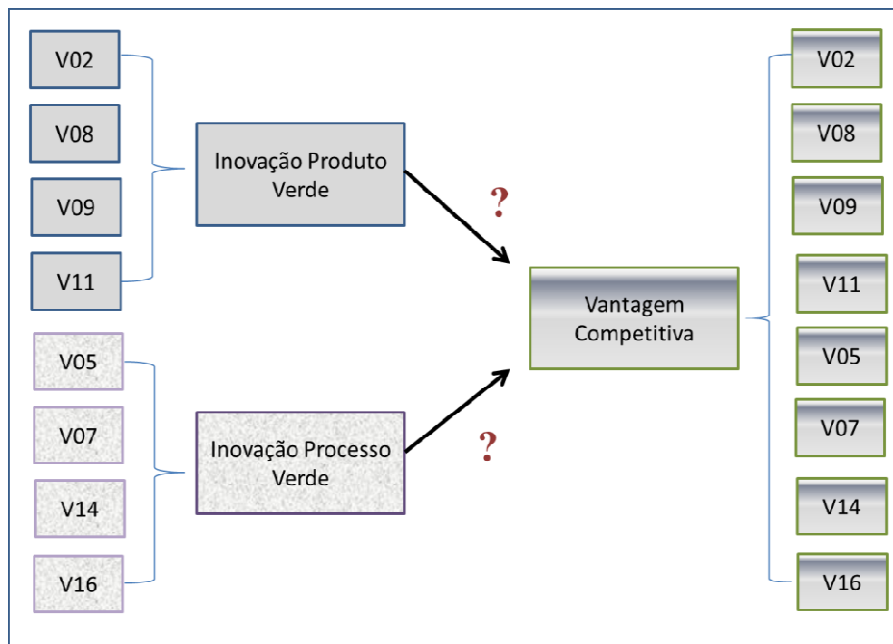 V02
V08
V09
V11
Inovação Produto
Verde
?
V05
V07
V14
V16
Inovação Processo
Verde
?
Vantagem
Competitiva
V02
V08
V09
V11
V05
V07
V14
V16